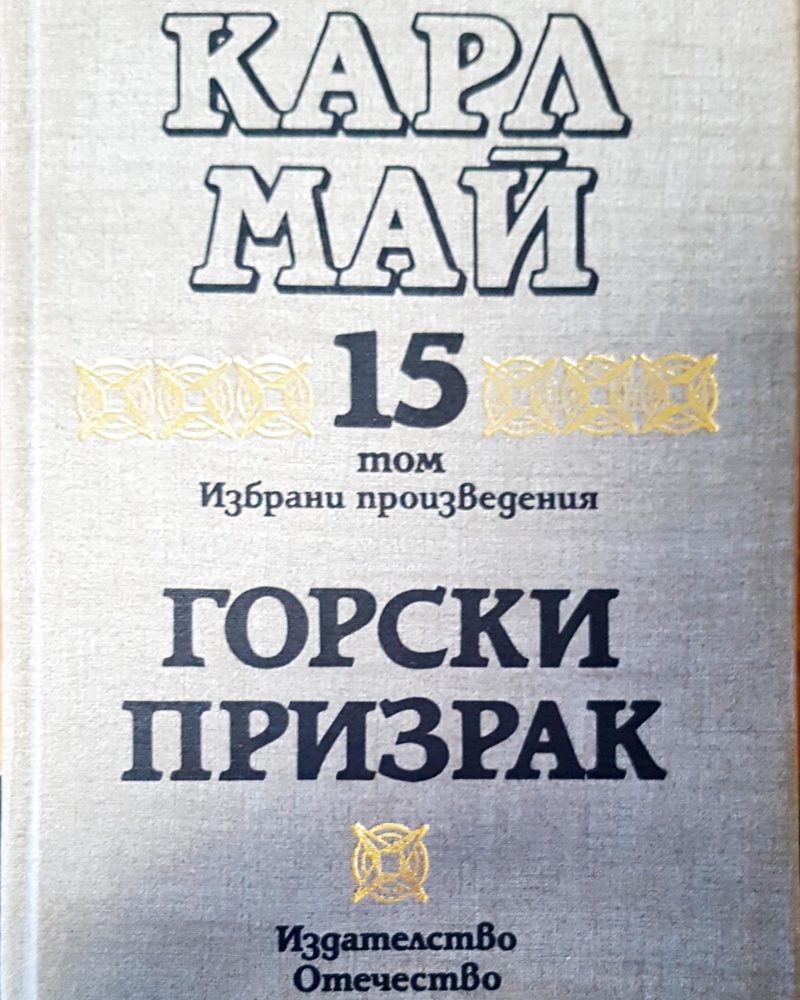 КАРЛ
МАЙ
15
том
Избрани произведения
ГОРСКИ
ПРИЗРАК
Издателство
Отечество